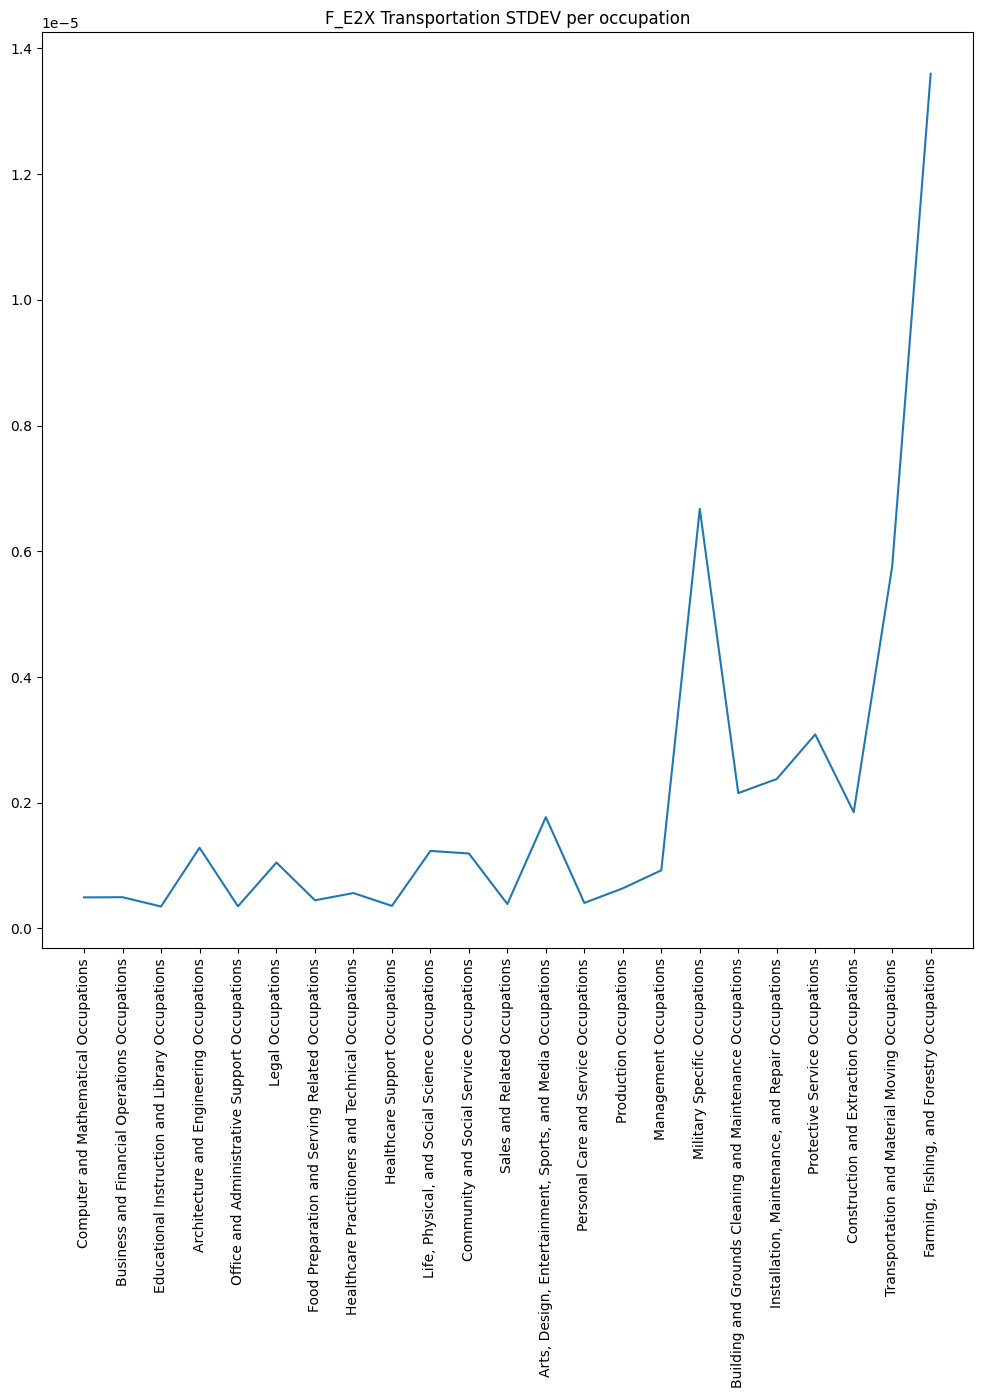 F_E2X Transportation STDEV per occupation
1e−5
1.4
1.2
1.0
0.8
0.6
0.4
0.2
0.0
Computer and Mathematical Occupations
Business and Financial Operations Occupations
Educational Instruction and Library Occupations
Architecture and Engineering Occupations
Office and Administrative Support Occupations
Legal Occupations
Food Preparation and Serving Related Occupations
Healthcare Practitioners and Technical Occupations
Healthcare Support Occupations
Life, Physical, and Social Science Occupations
Community and Social Service Occupations
Sales and Related Occupations
Arts, Design, Entertainment, Sports, and Media Occupations
Personal Care and Service Occupations
Production Occupations
Management Occupations
Military Specific Occupations
Building and Grounds Cleaning and Maintenance Occupations
Installation, Maintenance, and Repair Occupations
Protective Service Occupations
Construction and Extraction Occupations
Transportation and Material Moving Occupations
Farming, Fishing, and Forestry Occupations